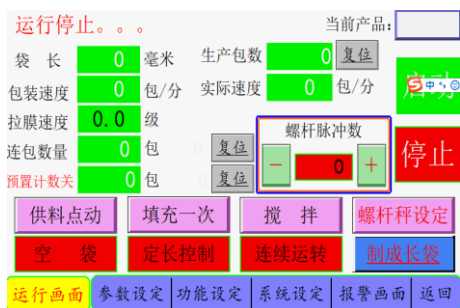 运行停止。。。 当前产品:
袋 长 0 毫米 生产包数 0 复位
包装速度 0 包/分 实际速度 0 包/分 启动
拉膜速度 0.0 级 螺杆脉冲数
连包数量 0 包 0 复位 停止
预置计数关 0 包 0 复位 − 0 +
供料点动 填充一次 搅 拌 螺杆秤设定
空 袋 定长控制 连续运转 制成长袋
运行画面 参数设定 功能设定 系统设定 报警画面 返回